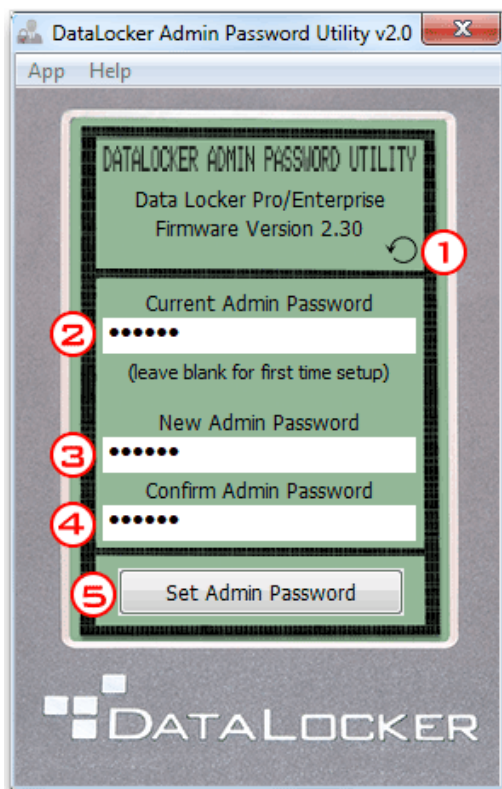 DataLocker Admin Password Utility v2.0
App Help
DATALOCKER ADMIN PASSWORD UTILITY
Data Locker Pro/Enterprise
Firmware Version 2.30
1
Current Admin Password
2 ••••••
(leave blank for first time setup)
New Admin Password
3 ••••••
Confirm Admin Password
4 ••••••
5 Set Admin Password
DATALOCKER